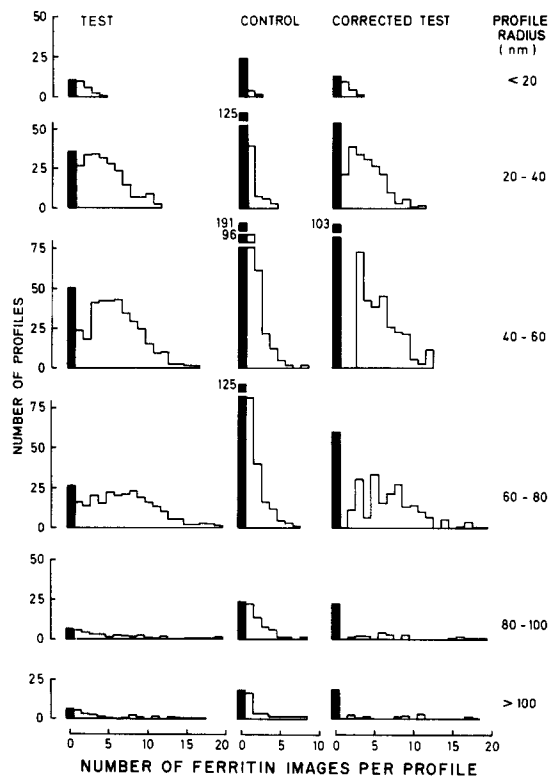 TEST CONTROL CORRECTED TEST PROFILE
RADIUS
(nm)
50
25
0
< 20
125
50
25
0
20 - 40
191
96
103
75
50
25
0
40 - 60
125
75
50
25
0
60 - 80
50
25
0
80 - 100
25
0
> 100
NUMBER OF PROFILES
0 5 10 15 20 0 5 10 0 5 10 15 20
NUMBER OF FERRITIN IMAGES PER PROFILE